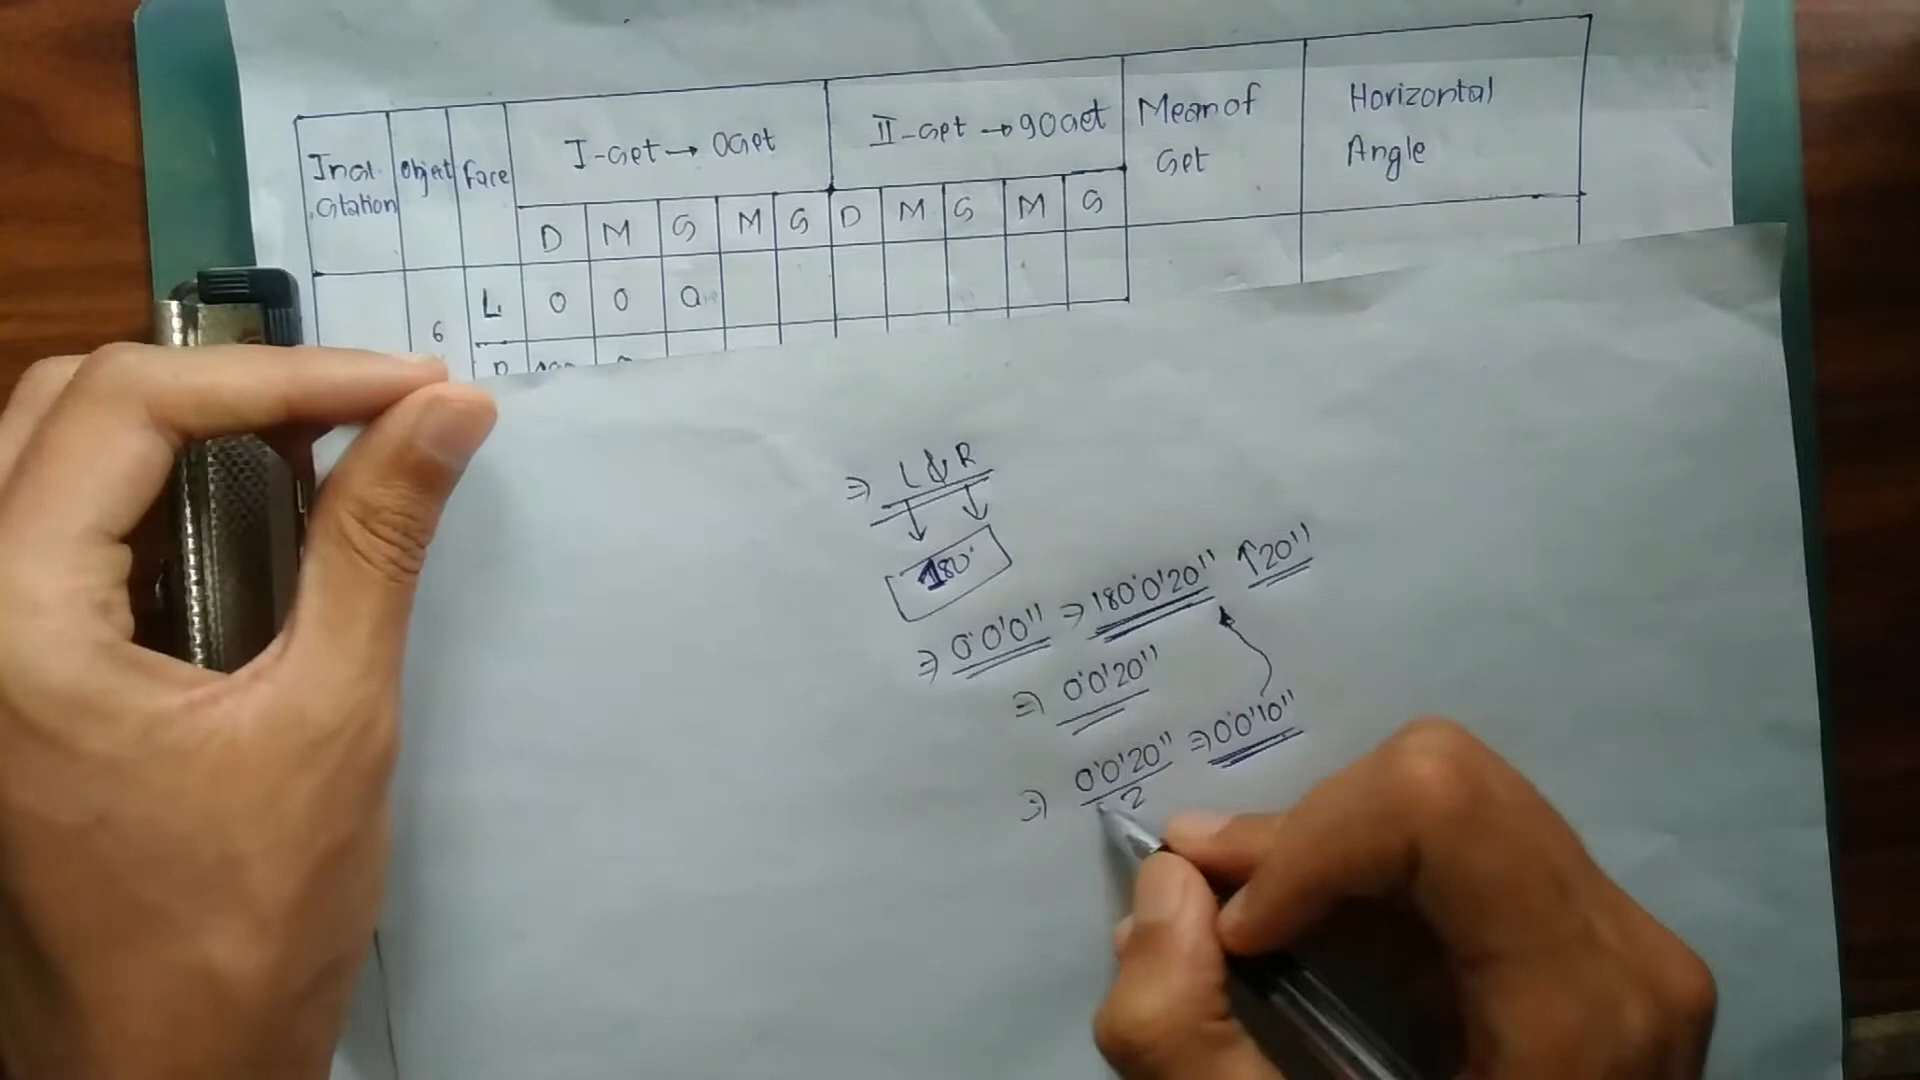 Inst. Station Object face I-Set → 0Set II-Set → 90Set Mean of Set Horizontal Angle
D M S M S D M S M S
6 L 0 0 0
⇒ L & R
180°
⇒ 0°0'0" ⇒ 180°0'20" ↑20"
⇒ 0°0'20"
⇒ 0°0'20"/2 ⇒ 0°0'10"